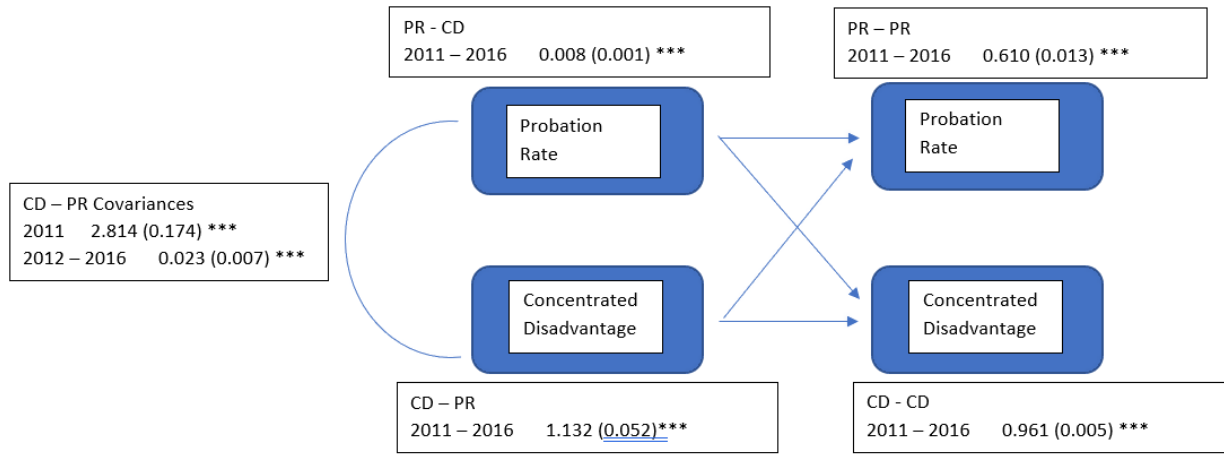 PR - CD
2011 – 2016 0.008 (0.001) ***
PR – PR
2011 – 2016 0.610 (0.013) ***
Probation
Rate
Probation
Rate
CD – PR Covariances
2011 2.814 (0.174) ***
2012 – 2016 0.023 (0.007) ***
Concentrated
Disadvantage
Concentrated
Disadvantage
CD – PR
2011 – 2016 1.132 (0.052)***
CD - CD
2011 – 2016 0.961 (0.005) ***